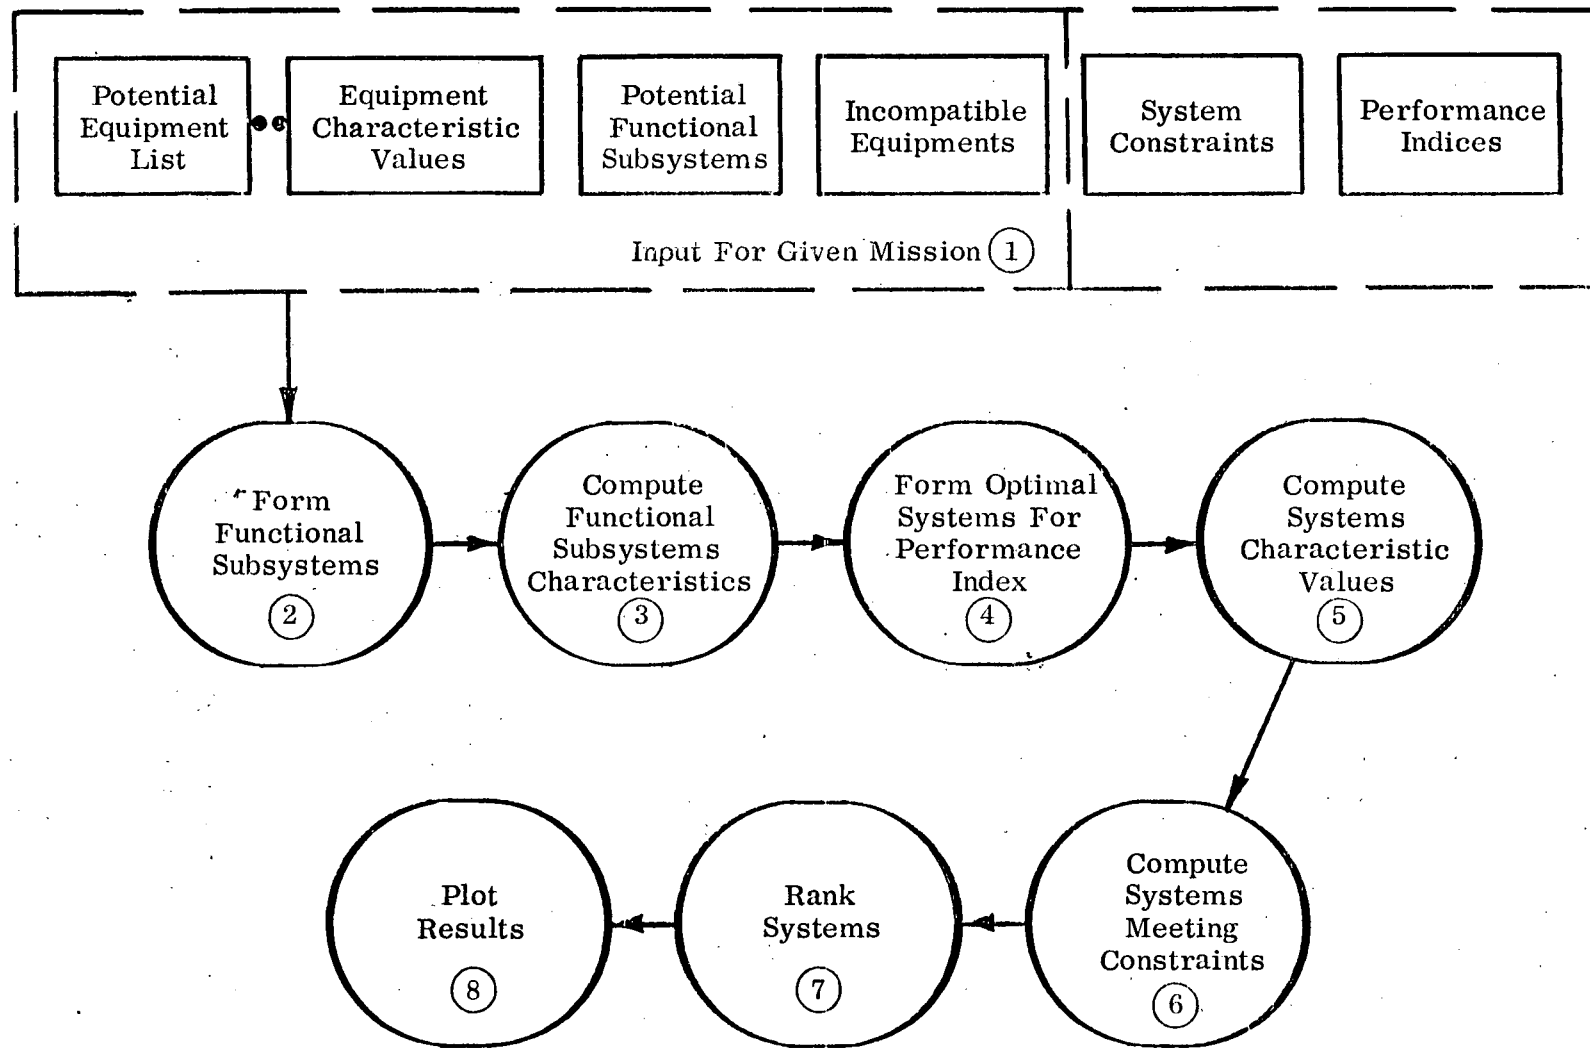 Potential
Equipment
List
Equipment
Characteristic
Values
Potential
Functional
Subsystems
Incompatible
Equipments
System
Constraints
Performance
Indices
Input For Given Mission 1
Form
Functional
Subsystems
2
Compute
Functional
Subsystems
Characteristics
3
Form Optimal
Systems For
Performance
Index
4
Compute
Systems
Characteristic
Values
5
Plot
Results
8
Rank
Systems
7
Compute
Systems
Meeting
Constraints
6